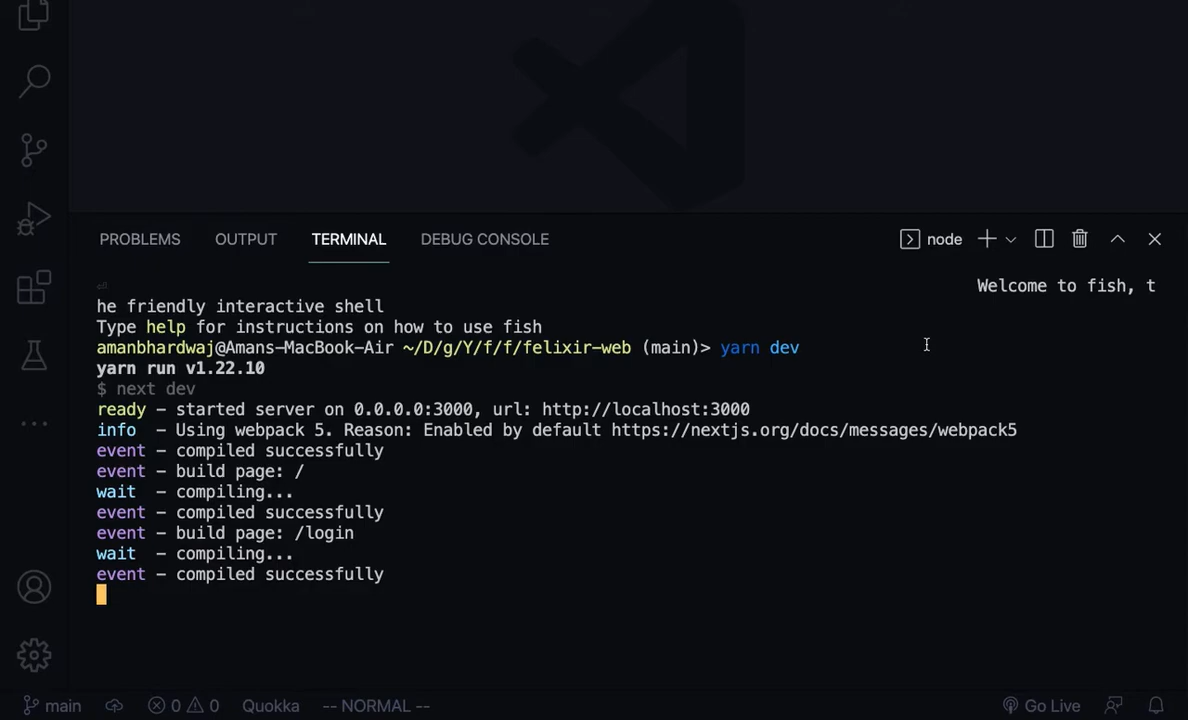 PROBLEMS OUTPUT TERMINAL DEBUG CONSOLE node
Welcome to fish, t
he friendly interactive shell
Type help for instructions on how to use fish
amanbhardwaj@Amans-MacBook-Air ~/D/g/Y/f/f/felixir-web (main)> yarn dev
yarn run v1.22.10
$ next dev
ready - started server on 0.0.0.0:3000, url: http://localhost:3000
info - Using webpack 5. Reason: Enabled by default https://nextjs.org/docs/messages/webpack5
event - compiled successfully
event - build page: /
wait - compiling...
event - compiled successfully
event - build page: /login
wait - compiling...
event - compiled successfully
main 0 0 Quokka -- NORMAL -- Go Live